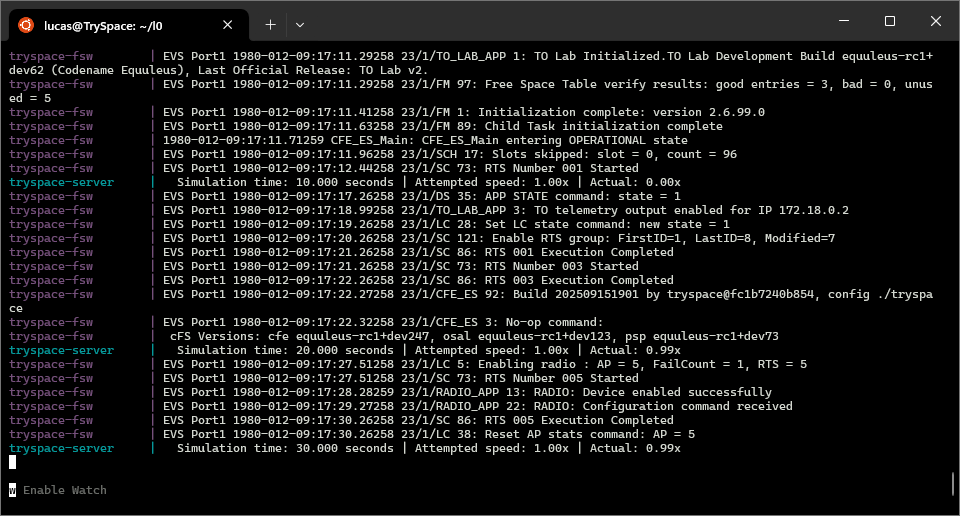 lucas@TrySpace: ~/l0
tryspace-fsw | EVS Port1 1980-012-09:17:11.29258 23/1/TO_LAB_APP 1: TO Lab Initialized.TO Lab Development Build equuleus-rc1+
dev62 (Codename Equuleus), Last Official Release: TO Lab v2.
tryspace-fsw | EVS Port1 1980-012-09:17:11.29258 23/1/FM 97: Free Space Table verify results: good entries = 3, bad = 0, unus
ed = 5
tryspace-fsw | EVS Port1 1980-012-09:17:11.41258 23/1/FM 1: Initialization complete: version 2.6.99.0
tryspace-fsw | EVS Port1 1980-012-09:17:11.63258 23/1/FM 89: Child Task initialization complete
tryspace-fsw | 1980-012-09:17:11.71259 CFE_ES_Main: CFE_ES_Main entering OPERATIONAL state
tryspace-fsw | EVS Port1 1980-012-09:17:11.96258 23/1/SCH 17: Slots skipped: slot = 0, count = 96
tryspace-fsw | EVS Port1 1980-012-09:17:12.44258 23/1/SC 73: RTS Number 001 Started
tryspace-server | Simulation time: 10.000 seconds | Attempted speed: 1.00x | Actual: 0.00x
tryspace-fsw | EVS Port1 1980-012-09:17:17.26258 23/1/DS 35: APP STATE command: state = 1
tryspace-fsw | EVS Port1 1980-012-09:17:18.99258 23/1/TO_LAB_APP 3: TO telemetry output enabled for IP 172.18.0.2
tryspace-fsw | EVS Port1 1980-012-09:17:19.26258 23/1/LC 28: Set LC state command: new state = 1
tryspace-fsw | EVS Port1 1980-012-09:17:20.26258 23/1/SC 121: Enable RTS group: FirstID=1, LastID=8, Modified=7
tryspace-fsw | EVS Port1 1980-012-09:17:21.26258 23/1/SC 86: RTS 001 Execution Completed
tryspace-fsw | EVS Port1 1980-012-09:17:21.26258 23/1/SC 73: RTS Number 003 Started
tryspace-fsw | EVS Port1 1980-012-09:17:22.26258 23/1/SC 86: RTS 003 Execution Completed
tryspace-fsw | EVS Port1 1980-012-09:17:22.27258 23/1/CFE_ES 92: Build 202509151901 by tryspace@fc1b7240b854, config ./tryspa
ce
tryspace-fsw | EVS Port1 1980-012-09:17:22.32258 23/1/CFE_ES 3: No-op command:
tryspace-fsw | cFS Versions: cfe equuleus-rc1+dev247, osal equuleus-rc1+dev123, psp equuleus-rc1+dev73
tryspace-server | Simulation time: 20.000 seconds | Attempted speed: 1.00x | Actual: 0.99x
tryspace-fsw | EVS Port1 1980-012-09:17:27.51258 23/1/LC 5: Enabling radio : AP = 5, FailCount = 1, RTS = 5
tryspace-fsw | EVS Port1 1980-012-09:17:27.51258 23/1/SC 73: RTS Number 005 Started
tryspace-fsw | EVS Port1 1980-012-09:17:28.28259 23/1/RADIO_APP 13: RADIO: Device enabled successfully
tryspace-fsw | EVS Port1 1980-012-09:17:29.27258 23/1/RADIO_APP 22: RADIO: Configuration command received
tryspace-fsw | EVS Port1 1980-012-09:17:30.26258 23/1/SC 86: RTS 005 Execution Completed
tryspace-fsw | EVS Port1 1980-012-09:17:30.26258 23/1/LC 38: Reset AP stats command: AP = 5
tryspace-server | Simulation time: 30.000 seconds | Attempted speed: 1.00x | Actual: 0.99x
w Enable Watch